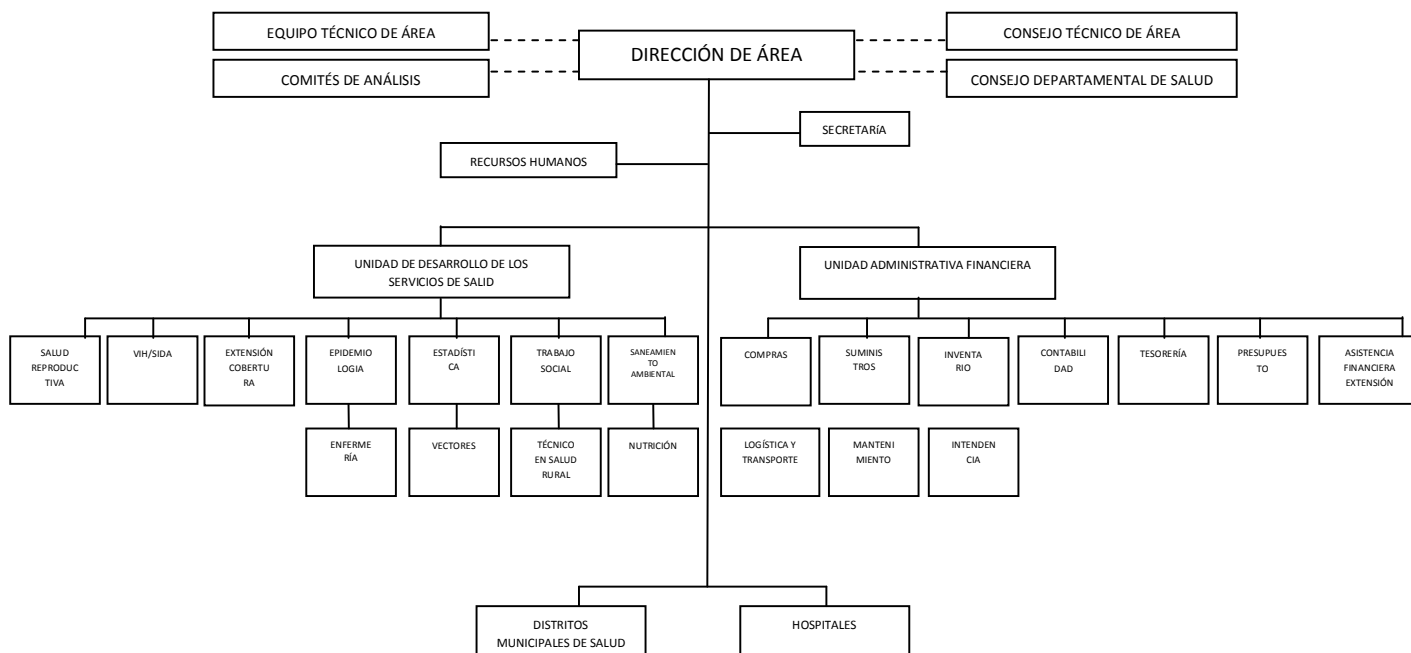 EQUIPO TÉCNICO DE ÁREA
CONSEJO TÉCNICO DE ÁREA
DIRECCIÓN DE ÁREA
COMITÉS DE ANÁLISIS
CONSEJO DEPARTAMENTAL DE SALUD
SECRETARíA
RECURSOS HUMANOS
UNIDAD DE DESARROLLO DE LOS
SERVICIOS DE SALID
UNIDAD ADMINISTRATIVA FINANCIERA
SALUD
REPRODUC
TIVA
VIH/SIDA
EXTENSIÓN
COBERTU
RA
EPIDEMIO
LOGIA
ESTADÍSTI
CA
TRABAJO
SOCIAL
SANEAMIEN
TO
AMBIENTAL
COMPRAS
SUMINIS
TROS
INVENTA
RIO
CONTABILI
DAD
TESORERÍA
PRESUPUES
TO
ASISTENCIA
FINANCIERA
EXTENSIÓN
ENFERME
RÍA
VECTORES
TÉCNICO
EN SALUD
RURAL
NUTRICIÓN
LOGÍSTICA Y
TRANSPORTE
MANTENI
MIENTO
INTENDEN
CIA
DISTRITOS
MUNICIPALES DE SALUD
HOSPITALES